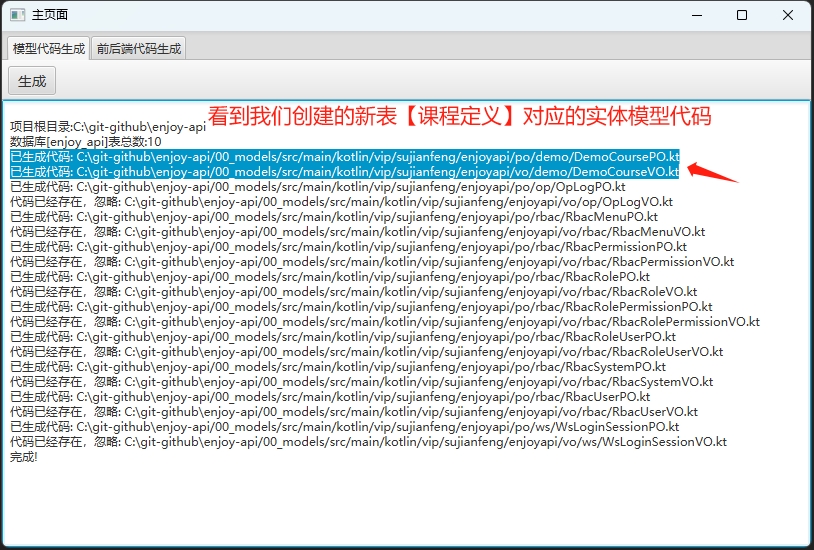 主页面
模型代码生成 前后端代码生成
生成
看到我们创建的新表【课程定义】对应的实体模型代码
项目根目录:C:\git-github\enjoy-api
数据库[enjoy_api]表总数:10
已生成代码: C:\git-github\enjoy-api/00_models/src/main/kotlin/vip/sujianfeng/enjoyapi/po/demo/DemoCoursePO.kt
已生成代码: C:\git-github\enjoy-api/00_models/src/main/kotlin/vip/sujianfeng/enjoyapi/vo/demo/DemoCourseVO.kt
已生成代码: C:\git-github\enjoy-api/00_models/src/main/kotlin/vip/sujianfeng/enjoyapi/po/op/OpLogPO.kt
代码已经存在，忽略: C:\git-github\enjoy-api/00_models/src/main/kotlin/vip/sujianfeng/enjoyapi/vo/op/OpLogVO.kt
已生成代码: C:\git-github\enjoy-api/00_models/src/main/kotlin/vip/sujianfeng/enjoyapi/po/rbac/RbacMenuPO.kt
代码已经存在，忽略: C:\git-github\enjoy-api/00_models/src/main/kotlin/vip/sujianfeng/enjoyapi/vo/rbac/RbacMenuVO.kt
已生成代码: C:\git-github\enjoy-api/00_models/src/main/kotlin/vip/sujianfeng/enjoyapi/po/rbac/RbacPermissionPO.kt
代码已经存在，忽略: C:\git-github\enjoy-api/00_models/src/main/kotlin/vip/sujianfeng/enjoyapi/vo/rbac/RbacPermissionVO.kt
已生成代码: C:\git-github\enjoy-api/00_models/src/main/kotlin/vip/sujianfeng/enjoyapi/po/rbac/RbacRolePO.kt
代码已经存在，忽略: C:\git-github\enjoy-api/00_models/src/main/kotlin/vip/sujianfeng/enjoyapi/vo/rbac/RbacRoleVO.kt
已生成代码: C:\git-github\enjoy-api/00_models/src/main/kotlin/vip/sujianfeng/enjoyapi/po/rbac/RbacRolePermissionPO.kt
代码已经存在，忽略: C:\git-github\enjoy-api/00_models/src/main/kotlin/vip/sujianfeng/enjoyapi/vo/rbac/RbacRolePermissionVO.kt
已生成代码: C:\git-github\enjoy-api/00_models/src/main/kotlin/vip/sujianfeng/enjoyapi/po/rbac/RbacRoleUserPO.kt
代码已经存在，忽略: C:\git-github\enjoy-api/00_models/src/main/kotlin/vip/sujianfeng/enjoyapi/vo/rbac/RbacRoleUserVO.kt
已生成代码: C:\git-github\enjoy-api/00_models/src/main/kotlin/vip/sujianfeng/enjoyapi/po/rbac/RbacSystemPO.kt
代码已经存在，忽略: C:\git-github\enjoy-api/00_models/src/main/kotlin/vip/sujianfeng/enjoyapi/vo/rbac/RbacSystemVO.kt
已生成代码: C:\git-github\enjoy-api/00_models/src/main/kotlin/vip/sujianfeng/enjoyapi/po/rbac/RbacUserPO.kt
代码已经存在，忽略: C:\git-github\enjoy-api/00_models/src/main/kotlin/vip/sujianfeng/enjoyapi/vo/rbac/RbacUserVO.kt
已生成代码: C:\git-github\enjoy-api/00_models/src/main/kotlin/vip/sujianfeng/enjoyapi/po/ws/WsLoginSessionPO.kt
代码已经存在，忽略: C:\git-github\enjoy-api/00_models/src/main/kotlin/vip/sujianfeng/enjoyapi/vo/ws/WsLoginSessionVO.kt
完成!